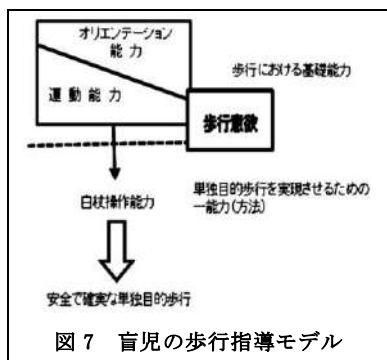 オリエンテーション
能 力
歩行における基礎能力
運 動 能 力
歩行意欲
白杖操作能力
単独目的歩行を実現させるための
一能力(方法)
安全で確実な単独目的歩行
図7 盲児の歩行指導モデル